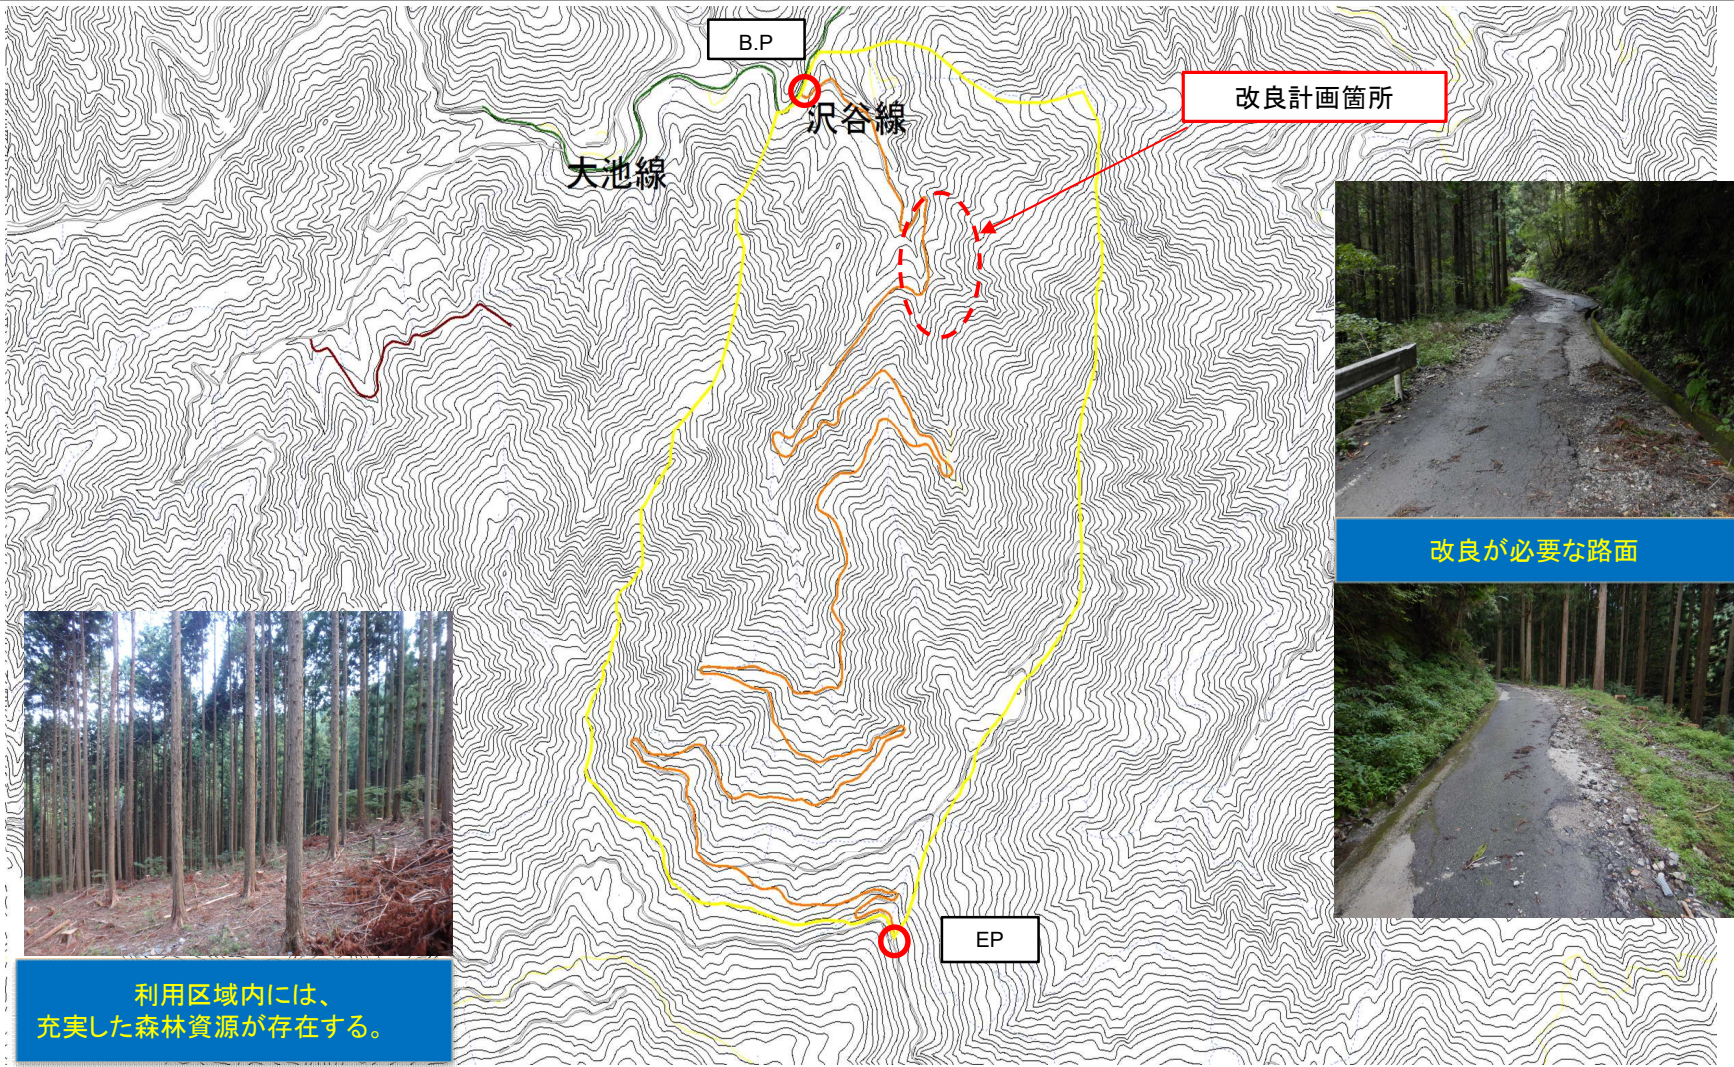 B.P
沢谷線
改良計画箇所
大池線
改良が必要な路面
EP
利用区域内には、
充実した森林資源が存在する。